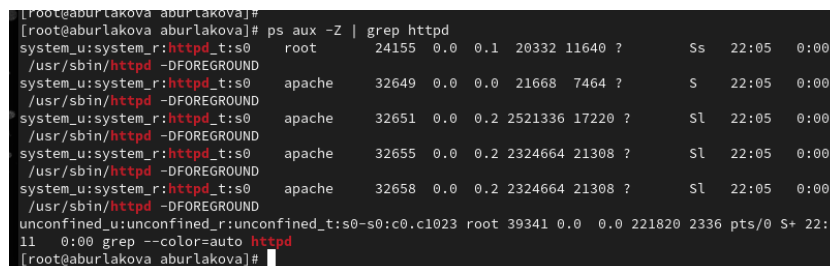 [root@aburlakova aburlakova]#
[root@aburlakova aburlakova]# ps aux -Z | grep httpd
system_u:system_r:httpd_t:s0    root       24155  0.0  0.1  20332 11640 ?        Ss   22:05   0:00
 /usr/sbin/httpd -DFOREGROUND
system_u:system_r:httpd_t:s0    apache     32649  0.0  0.0  21668  7464 ?        S    22:05   0:00
 /usr/sbin/httpd -DFOREGROUND
system_u:system_r:httpd_t:s0    apache     32651  0.0  0.2 2521336 17220 ?       Sl   22:05   0:00
 /usr/sbin/httpd -DFOREGROUND
system_u:system_r:httpd_t:s0    apache     32655  0.0  0.2 2324664 21308 ?       Sl   22:05   0:00
 /usr/sbin/httpd -DFOREGROUND
system_u:system_r:httpd_t:s0    apache     32658  0.0  0.2 2324664 21308 ?       Sl   22:05   0:00
 /usr/sbin/httpd -DFOREGROUND
unconfined_u:unconfined_r:unconfined_t:s0-s0:c0.c1023 root 39341 0.0  0.0 221820 2336 pts/0 S+ 22:
11   0:00 grep --color=auto httpd
[root@aburlakova aburlakova]#